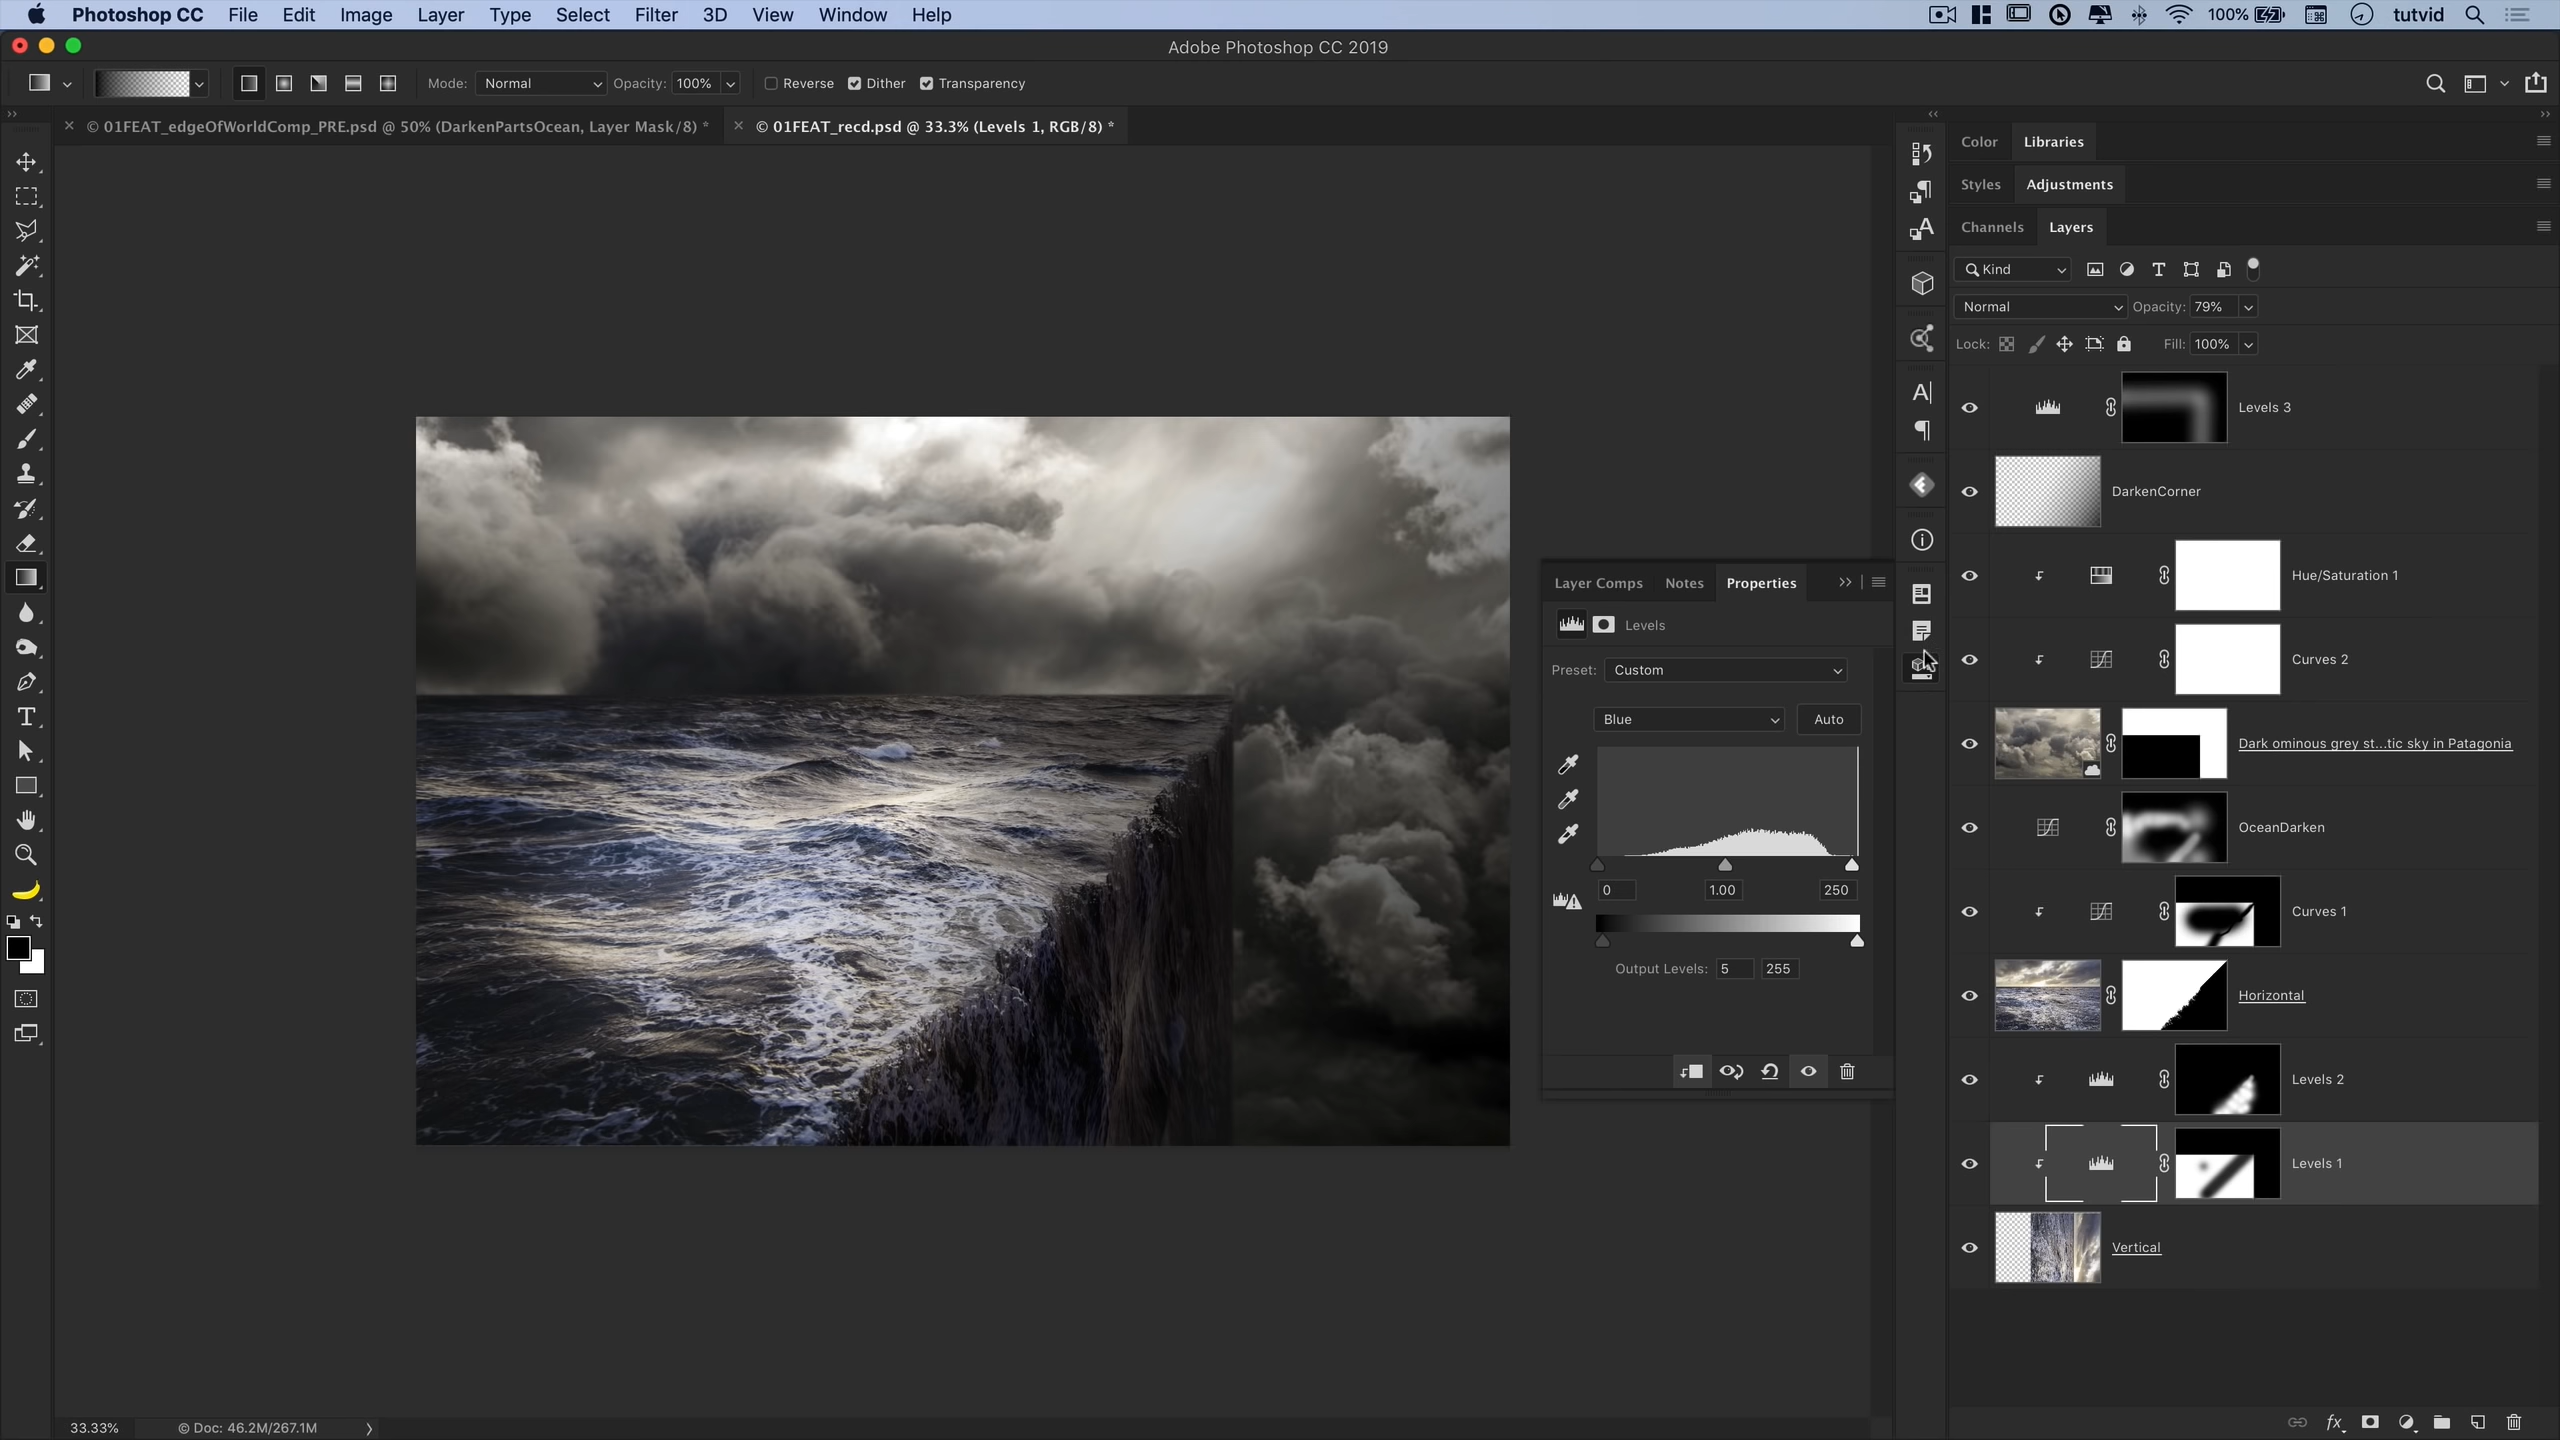 Photoshop CC File Edit Image Layer Type Select Filter 3D View Window Help 100% tutvid
Adobe Photoshop CC 2019
Mode: Normal Opacity: 100% Reverse Dither Transparency
© 01FEAT_edgeOfWorldComp_PRE.psd @ 50% (DarkenPartsOcean, Layer Mask/8) *
© 01FEAT_recd.psd @ 33.3% (Levels 1, RGB/8) *
Color Libraries
Styles Adjustments
Channels Layers
Kind
Normal Opacity: 79%
Lock: Fill: 100%
Levels 3
DarkenCorner
Hue/Saturation 1
Curves 2
Dark ominous grey st...tic sky in Patagonia
OceanDarken
Curves 1
Horizontal
Levels 2
Levels 1
Vertical
Layer Comps Notes Properties
Levels
Preset: Custom
Blue Auto
0 1.00 250
Output Levels: 5 255
33.33% © Doc: 46.2M/267.1M